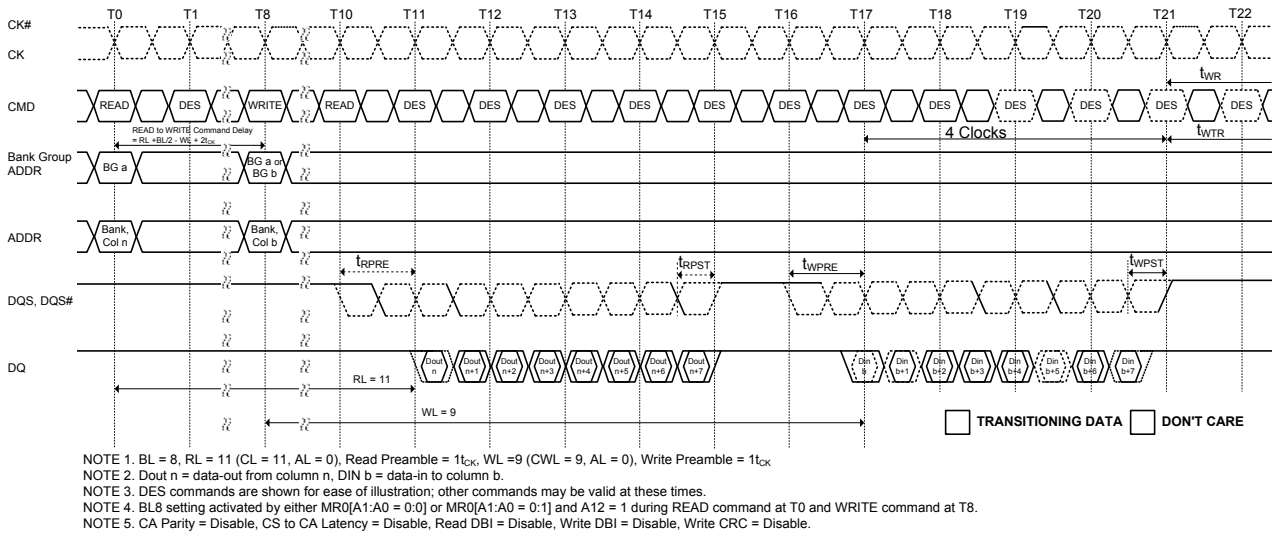 T0 T1 T8 T10 T11 T12 T13 T14 T15 T16 T17 T18 T19 T20 T21 T22
CK#
CK
tWR
CMD READ DES WRITE READ DES DES DES DES DES DES DES DES DES DES DES DES
READ to WRITE Command Delay
= RL +BL/2 - WL + 2tCK
4 Clocks
tWTR
Bank Group
ADDR
BG a
BG a or
BG b
ADDR
Bank,
Col n
Bank,
Col b
tRPRE tRPST tWPRE tWPST
DQS, DQS#
DQ
Dout
n
Dout
n+1
Dout
n+2
Dout
n+3
Dout
n+4
Dout
n+5
Dout
n+6
Dout
n+7
Din
b
Din
b+1
Din
b+2
Din
b+3
Din
b+4
Din
b+5
Din
b+6
Din
b+7
RL = 11
WL = 9
TRANSITIONING DATA DON'T CARE
NOTE 1. BL = 8, RL = 11 (CL = 11, AL = 0), Read Preamble = 1tCK, WL =9 (CWL = 9, AL = 0), Write Preamble = 1tCK
NOTE 2. Dout n = data-out from column n, DIN b = data-in to column b.
NOTE 3. DES commands are shown for ease of illustration; other commands may be valid at these times.
NOTE 4. BL8 setting activated by either MR0[A1:A0 = 0:0] or MR0[A1:A0 = 0:1] and A12 = 1 during READ command at T0 and WRITE command at T8.
NOTE 5. CA Parity = Disable, CS to CA Latency = Disable, Read DBI = Disable, Write DBI = Disable, Write CRC = Disable.